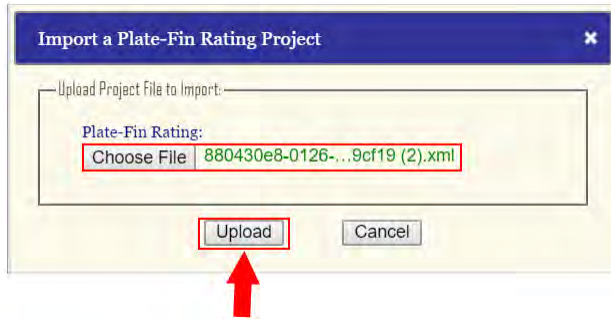 Import a Plate-Fin Rating Project ×
Upload Project File to Import:
Plate-Fin Rating:
Choose File 880430e8-0126-...9cf19 (2).xml
Upload Cancel